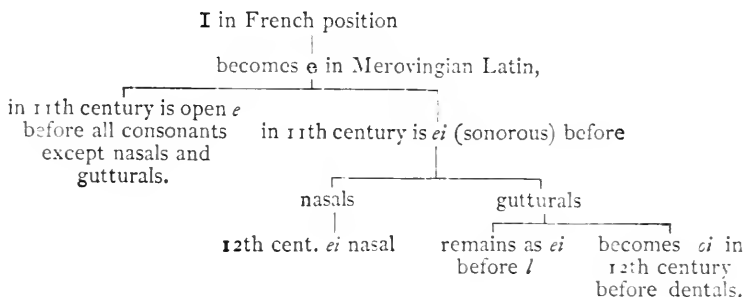 I in French position
becomes e in Merovingian Latin,
in 11th century is open e
before all consonants
except nasals and
gutturals.
in 11th century is ei (sonorous) before
nasals
gutturals
12th cent. ei nasal
remains as ei
before l
becomes oi in
12th century
before dentals.